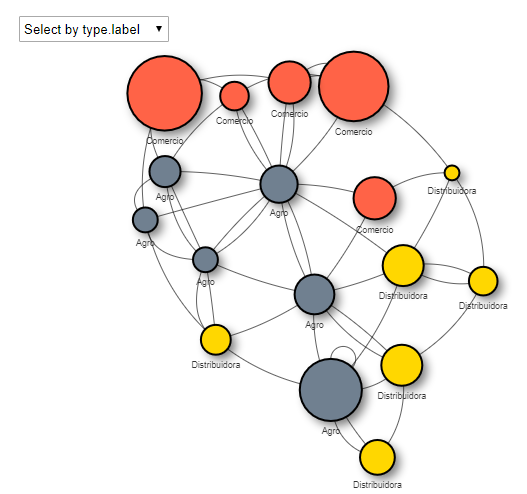 Select by type.label
Comercio
Comercio
Comercio
Comercio
Agro
Distribuidora
Agro
Comercio
Agro
Agro
Distribuidora
Distribuidora
Agro
Distribuidora
Distribuidora
Agro
Distribuidora